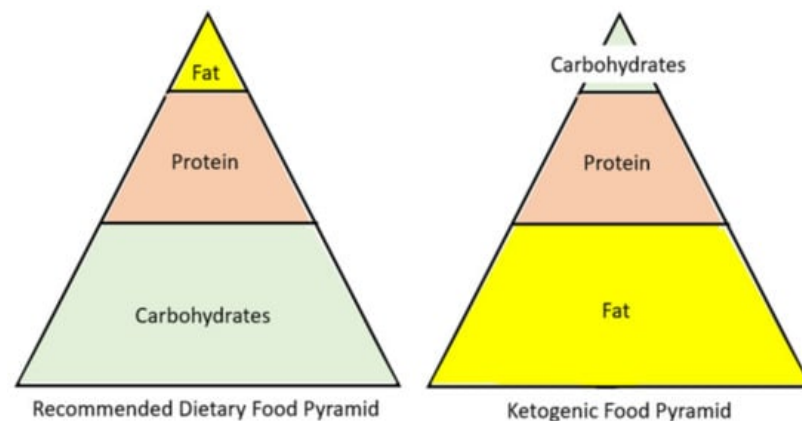 Fat
Protein
Carbohydrates
Recommended Dietary Food Pyramid
Carbohydrates
Protein
Fat
Ketogenic Food Pyramid